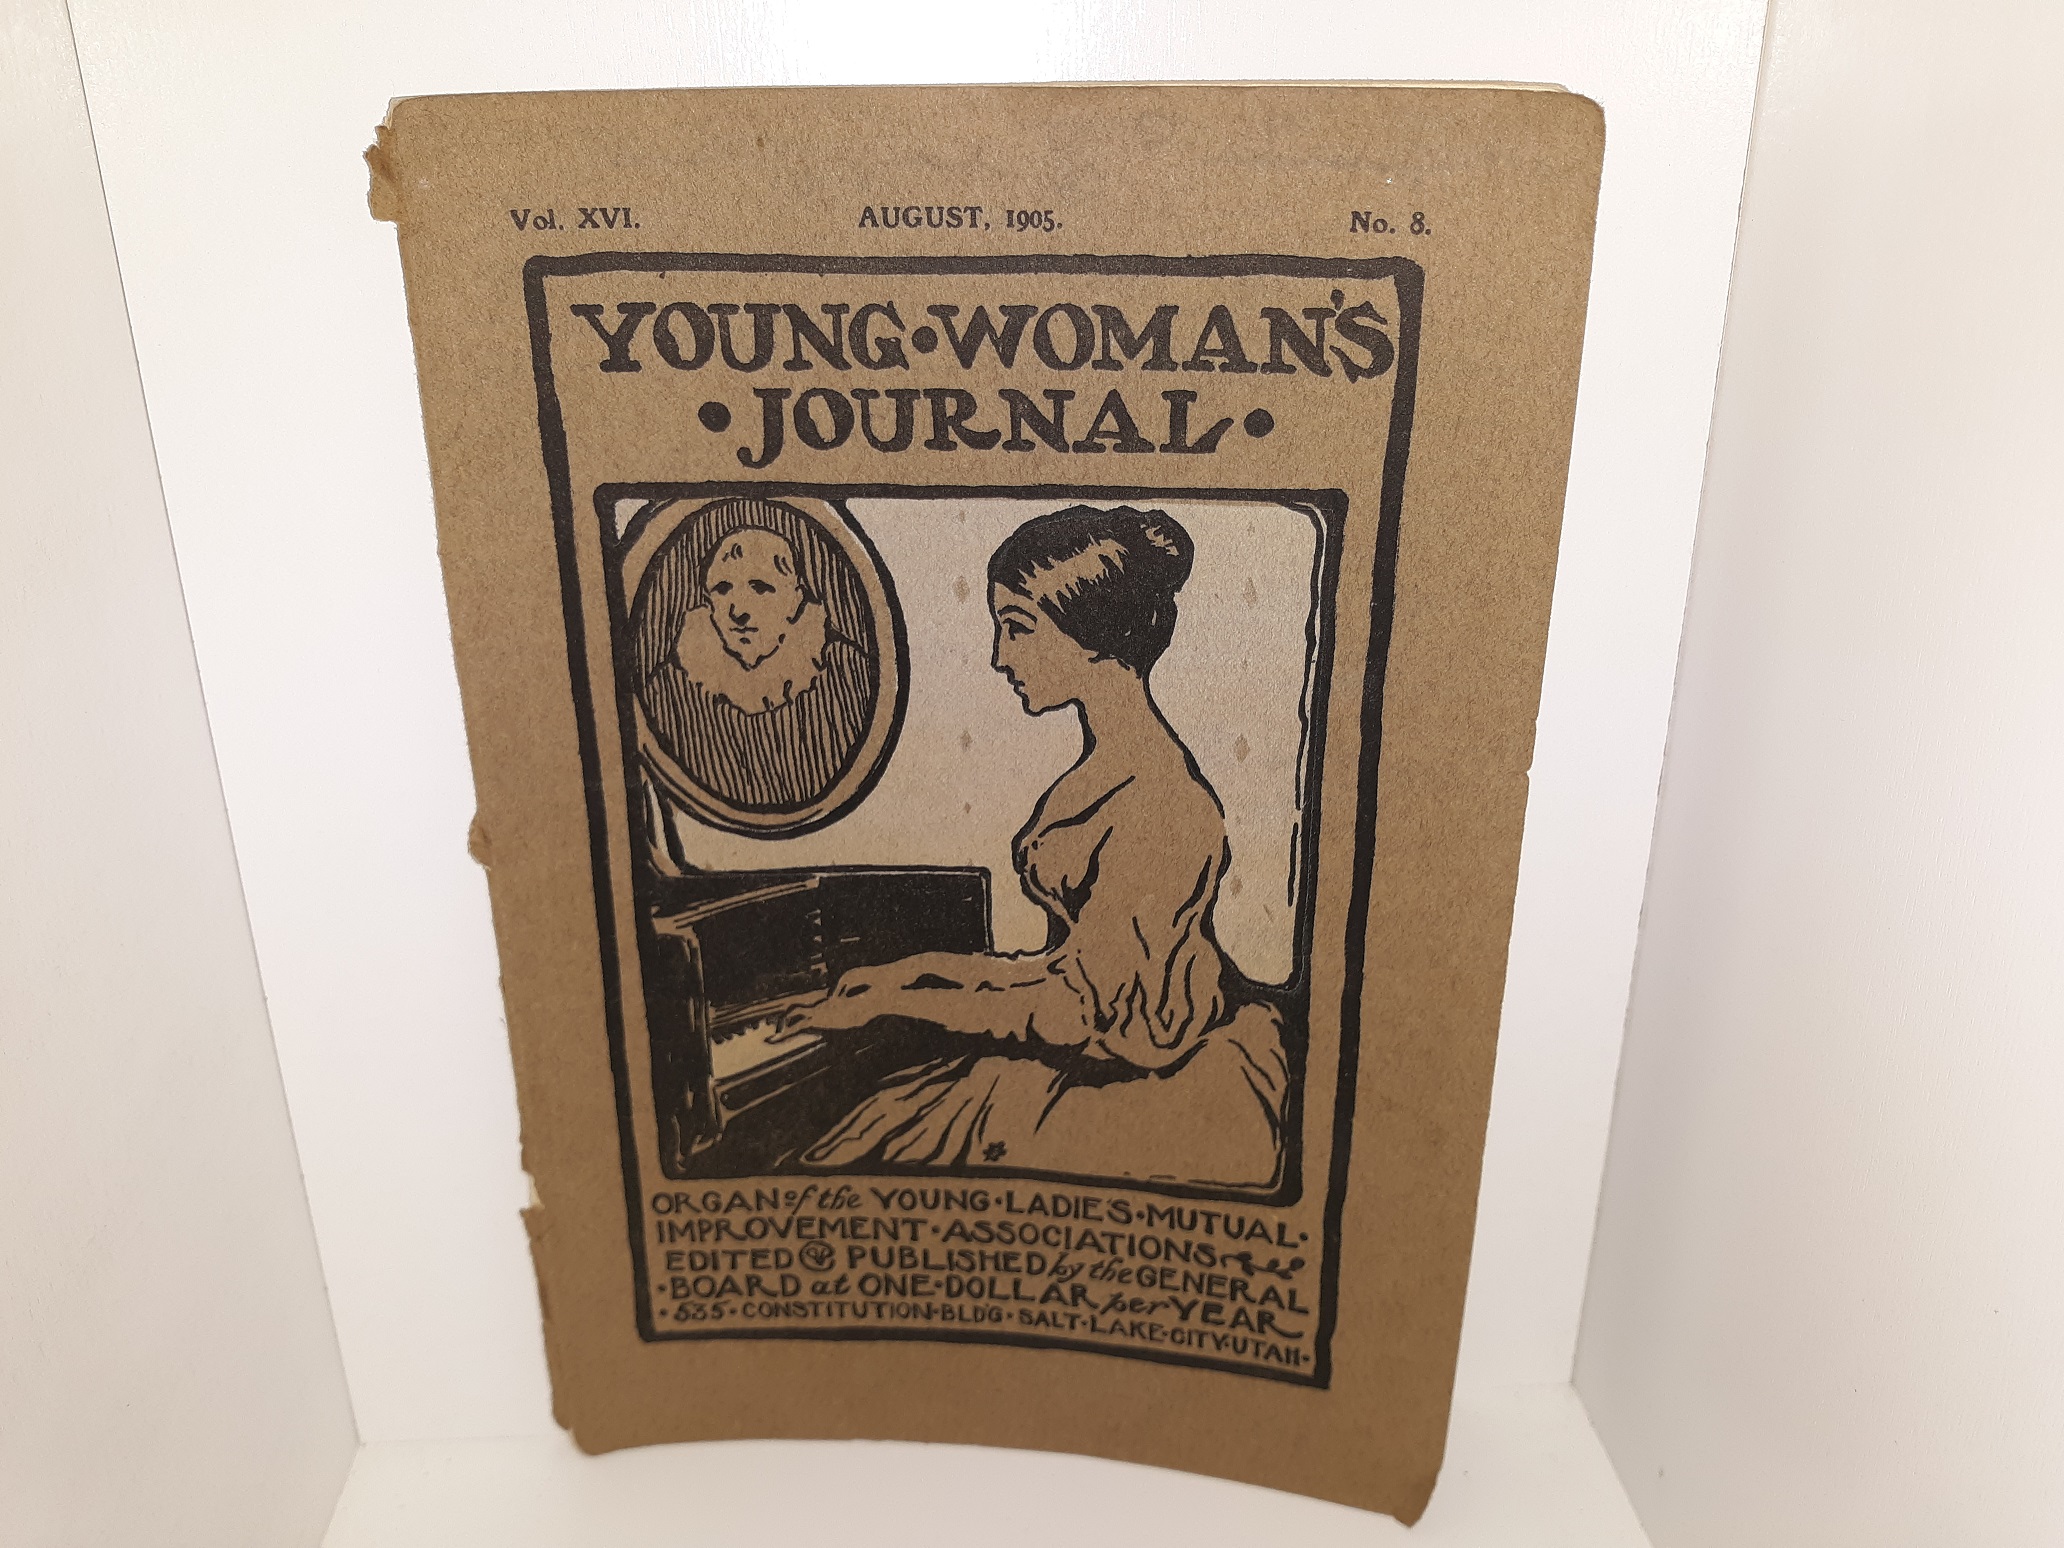 Vol. XVI. AUGUST, 1905. No. 8.
YOUNG·WOMAN'S
·JOURNAL·
ORGAN of the YOUNG·LADIE'S·MUTUAL·
IMPROVEMENT·ASSOCIATIONS
EDITED & PUBLISHED by the GENERAL
·BOARD at ONE·DOLLAR per YEAR
·535·CONSTITUTION·BLD'G·SALT·LAKE·CITY·UTAH·